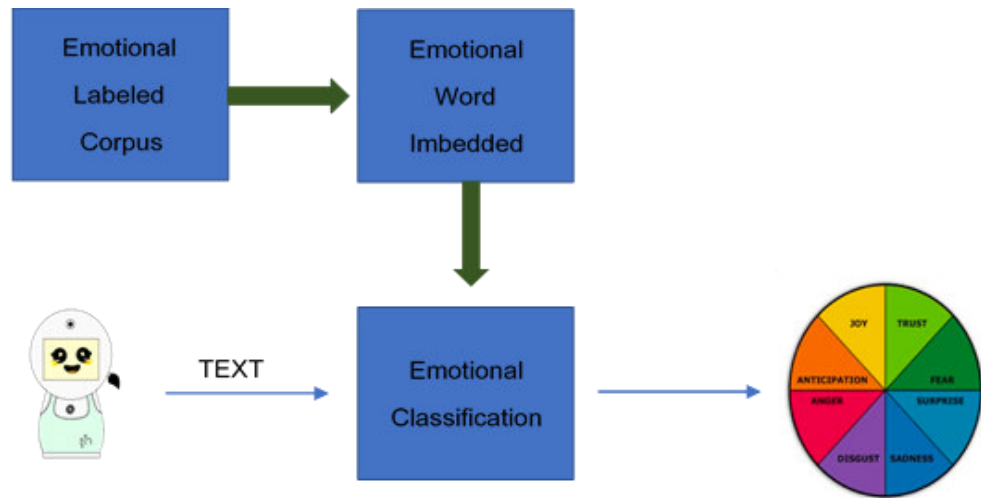 Emotional
Labeled
Corpus
Emotional
Word
Imbedded
TEXT
Emotional
Classification
JOY
TRUST
ANTICIPATION
FEAR
ANGER
SURPRISE
DISGUST
SADNESS